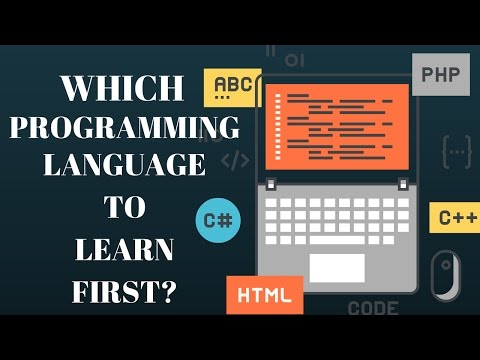 WHICH
PROGRAMMING
LANGUAGE
TO
LEARN
FIRST?
ABC
...
PHP
</>
{...}
C#
C++
HTML
CODE